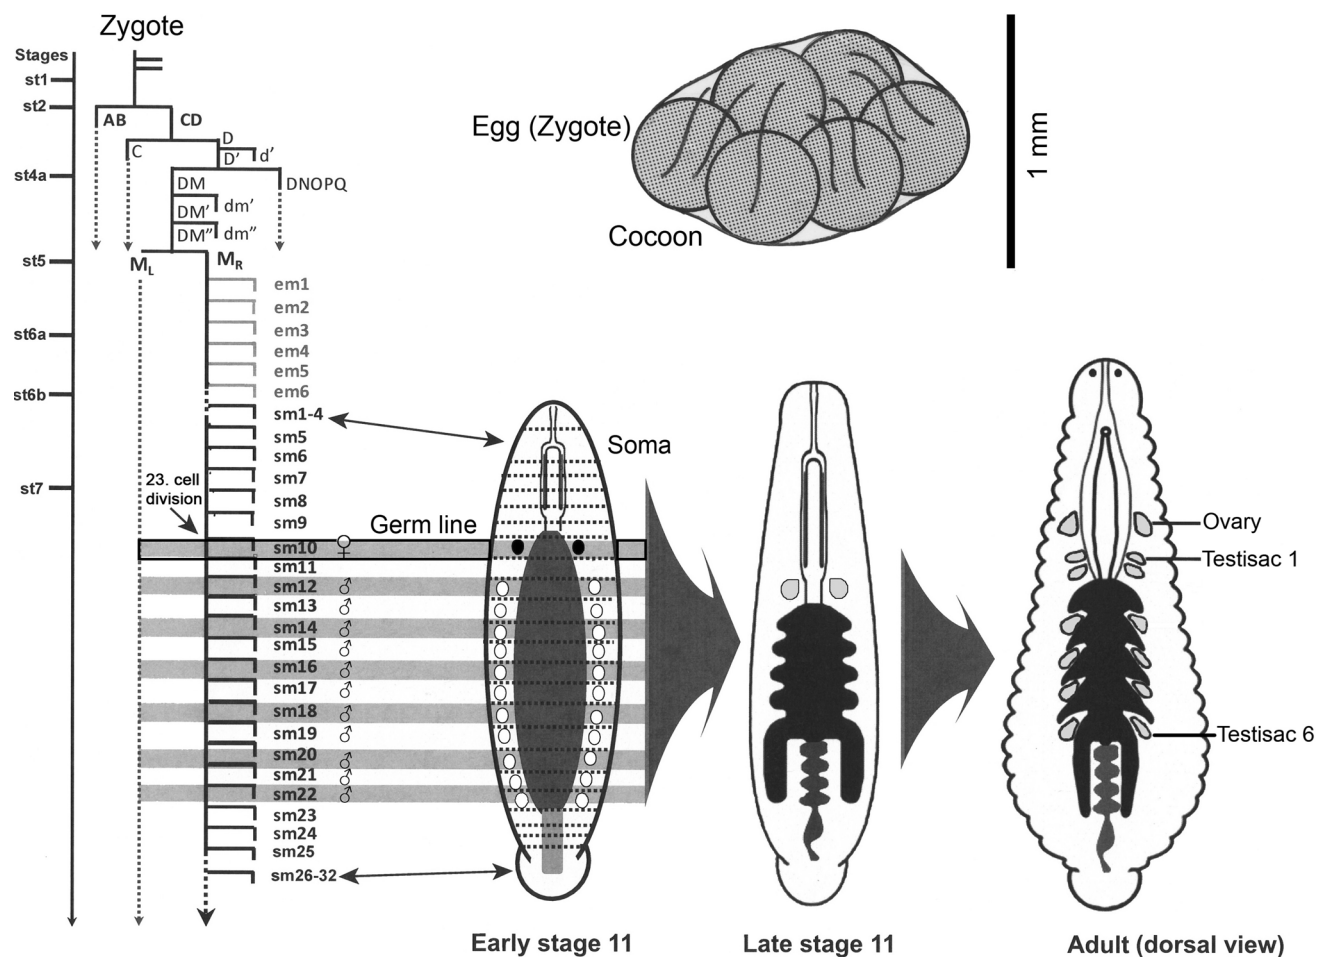 Zygote
Stages
st1
st2
AB
CD
D
C
D'
d'
st4a
DM
DNOPQ
DM'
dm'
DM"
dm"
st5
ML
MR
em1
em2
em3
st6a
em4
em5
em6
st6b
sm1-4
sm5
sm6
sm7
st7
sm8
sm9
23. cell
division
Germ line
sm10
♀
sm11
sm12 ♂
sm13 ♂
sm14 ♂
sm15 ♂
sm16 ♂
sm17 ♂
sm18 ♂
sm19 ♂
sm20 ♂
sm21 ♂
sm22 ♂
sm23
sm24
sm25
sm26-32
Egg (Zygote)
Cocoon
1 mm
Soma
Ovary
Testisac 1
Testisac 6
Early stage 11
Late stage 11
Adult (dorsal view)